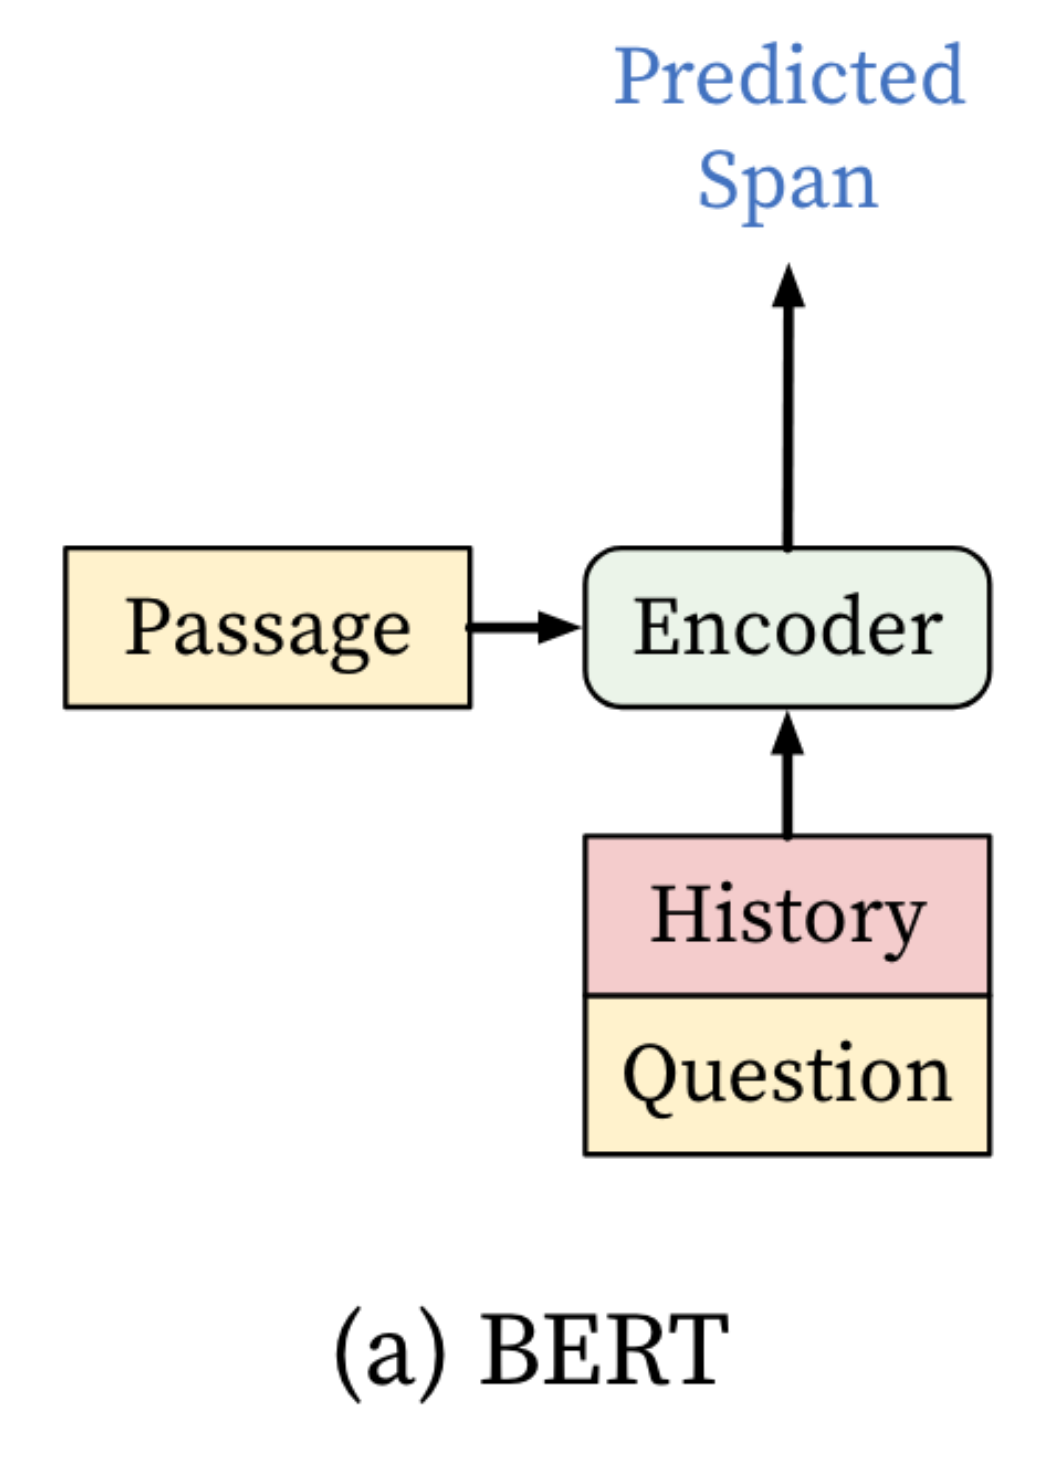 Predicted
Span
Passage
Encoder
History
Question
(a) BERT